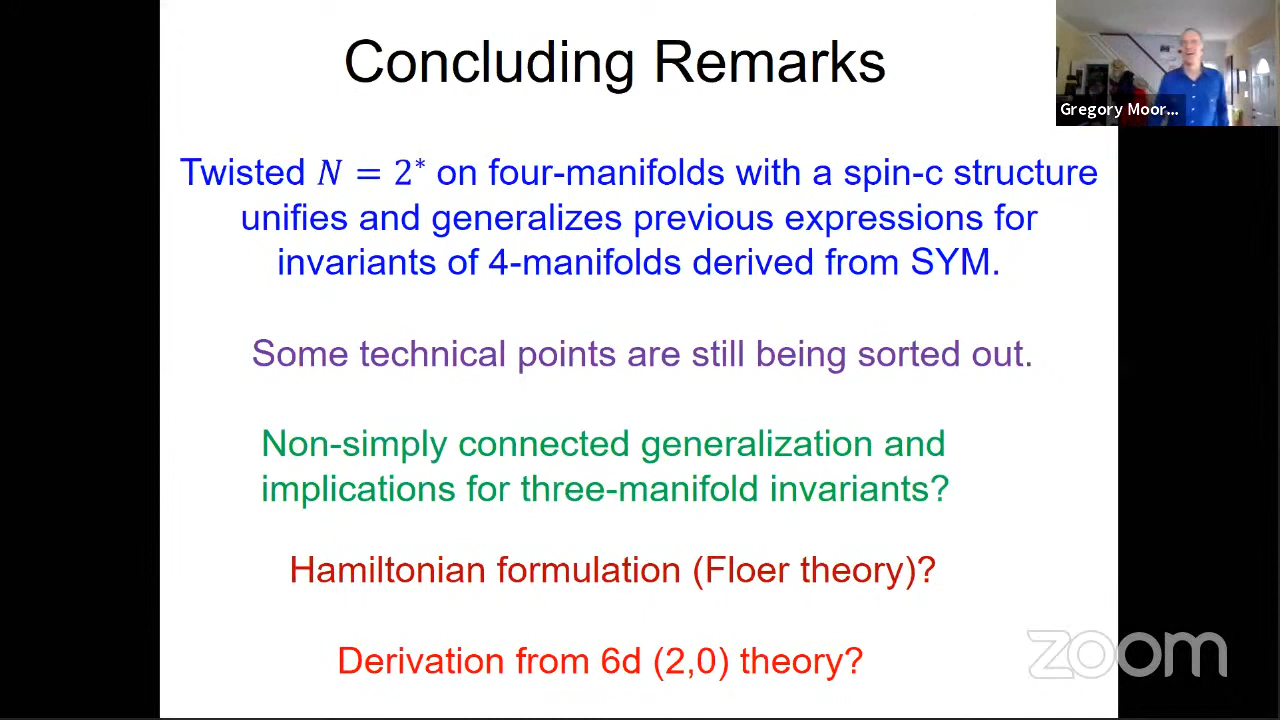 Concluding Remarks
Gregory Moor...
Twisted N = 2* on four-manifolds with a spin-c structure
unifies and generalizes previous expressions for
invariants of 4-manifolds derived from SYM.
Some technical points are still being sorted out.
Non-simply connected generalization and
implications for three-manifold invariants?
Hamiltonian formulation (Floer theory)?
Derivation from 6d (2,0) theory?
zoom